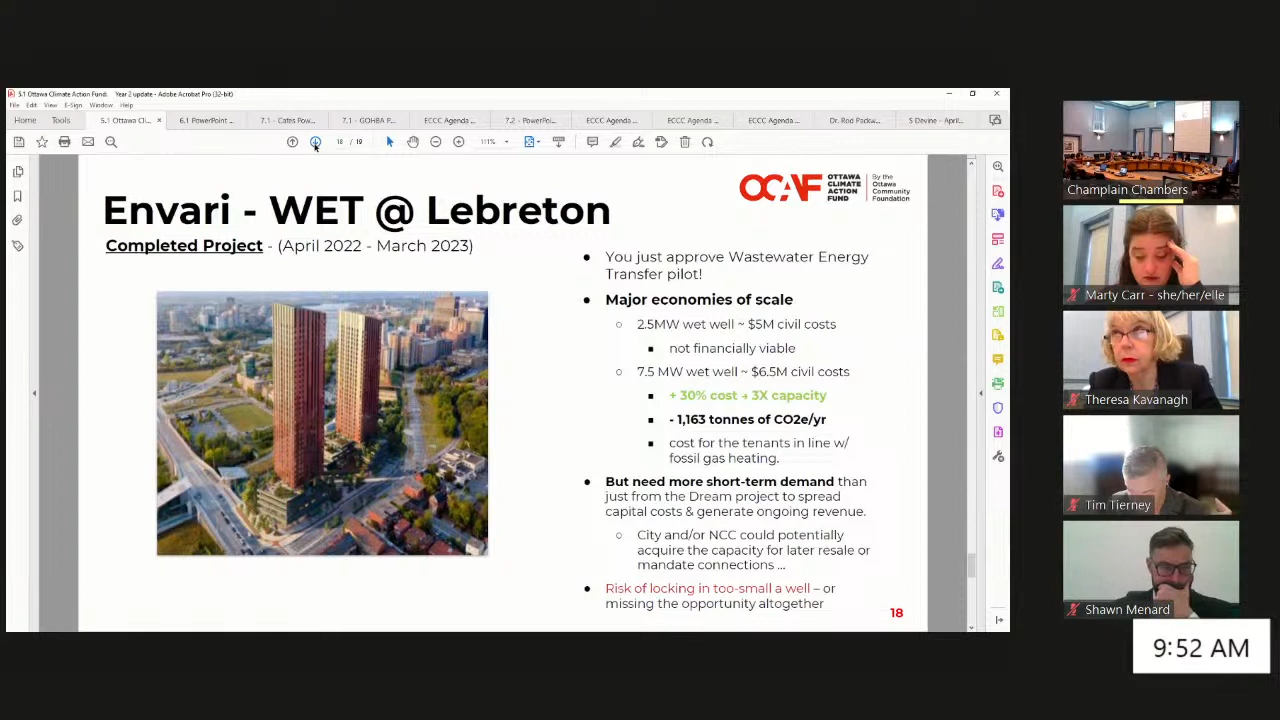 5.1 Ottawa Climate Action Fund: Year 2 update - Adobe Acrobat Pro (32-bit)
File Edit View E-Sign Window Help
Home Tools 5.1 Ottawa Cli... × 6.1 PowerPoint ... 7.1 - Cafes Pow... 7.1 - GOHBA P... ECCC Agenda ... 7.2 - PowerPoi... ECCC Agenda ... ECCC Agenda ... ECCC Agenda ... Dr. Rod Packw... S Devine - April...
18 / 19 111%
OCAF
OTTAWA
CLIMATE
ACTION
FUND
By the
Ottawa
Community
Foundation
Envari - WET @ Lebreton
Completed Project - (April 2022 - March 2023)
● You just approve Wastewater Energy
Transfer pilot!
● Major economies of scale
○ 2.5MW wet well ~ $5M civil costs
■ not financially viable
○ 7.5 MW wet well ~ $6.5M civil costs
■ + 30% cost → 3X capacity
■ - 1,163 tonnes of CO2e/yr
■ cost for the tenants in line w/
fossil gas heating.
● But need more short-term demand than
just from the Dream project to spread
capital costs & generate ongoing revenue.
○ City and/or NCC could potentially
acquire the capacity for later resale or
mandate connections ...
● Risk of locking in too-small a well – or
missing the opportunity altogether
18
Champlain Chambers
Marty Carr - she/her/elle
Theresa Kavanagh
Tim Tierney
Shawn Menard
9:52 AM